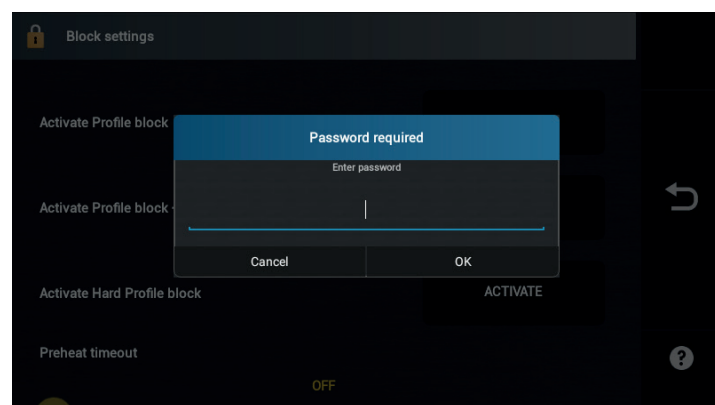 Block settings
Activate Profile block
Password required
Enter password
Activate Profile block -
Cancel OK
Activate Hard Profile block ACTIVATE
Preheat timeout
OFF